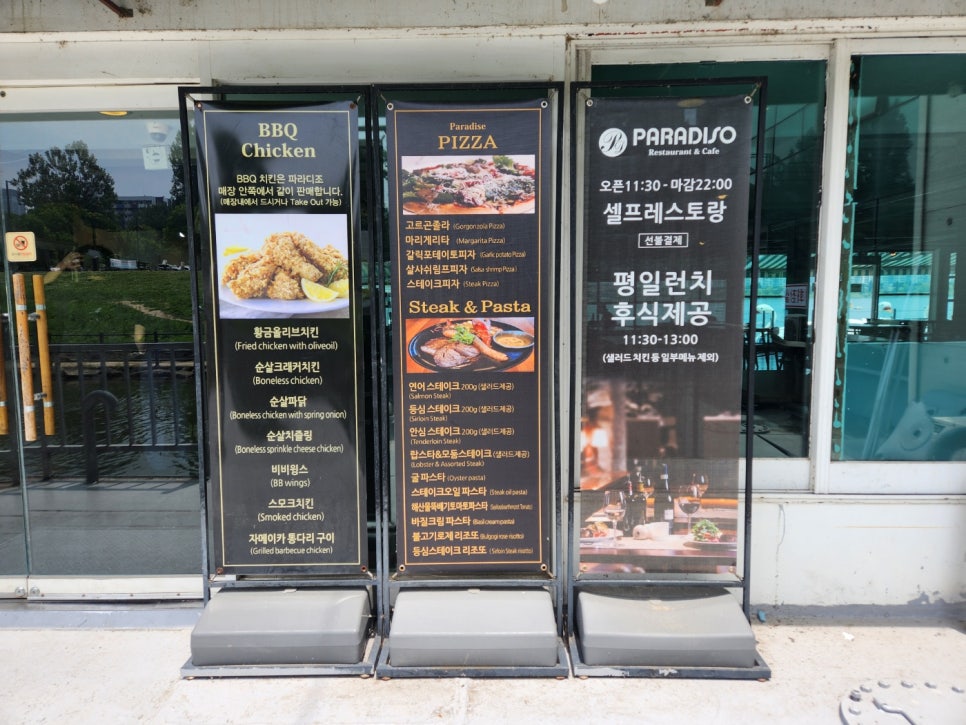 BBQ
Chicken
BBQ 치킨은 파라디조
매장 안쪽에서 같이 판매합니다.
(매장내에서 드시거나 Take Out 가능)
황금올리브치킨
(Fried chicken with oliveoil)
순살크래커치킨
(Boneless chicken)
순살파닭
(Boneless chicken with spring onion)
순살치즐링
(Boneless sprinkle cheese chicken)
비비윙스
(BB wings)
스모크치킨
(Smoked chicken)
자메이카 통다리 구이
(Grilled barbecue chicken)
Paradise
PIZZA
고르곤졸라 (Gorgonzola Pizza)
마리게리타 (Margarita Pizza)
갈릭포테이토피자 (Garlic potato Pizza)
살사쉬림프피자 (Salsa shrimp Pizza)
스테이크피자 (Steak Pizza)
Steak & Pasta
연어 스테이크 200g (샐러드제공)
(Salmon Steak)
등심 스테이크 200g (샐러드제공)
(Sirloin Steak)
안심 스테이크 200g (샐러드제공)
(Tenderloin Steak)
랍스타&모둠스테이크 (샐러드제공)
(Lobster & Assorted Steak)
굴 파스타 (Oyster pasta)
스테이크오일 파스타 (Steak oil pasta)
해산물뚝배기토마토파스타
바질크림 파스타 (Basil cream pasta)
불고기로제 리조또 (Bulgogi rose risotto)
등심스테이크 리조또 (Sirloin Steak risotto)
PARADISO
Restaurant & Cafe
오픈11:30 - 마감22:00
셀프레스토랑
선불결제
평일런치
후식제공
11:30-13:00
(샐러드 치킨 등 일부메뉴 제외)